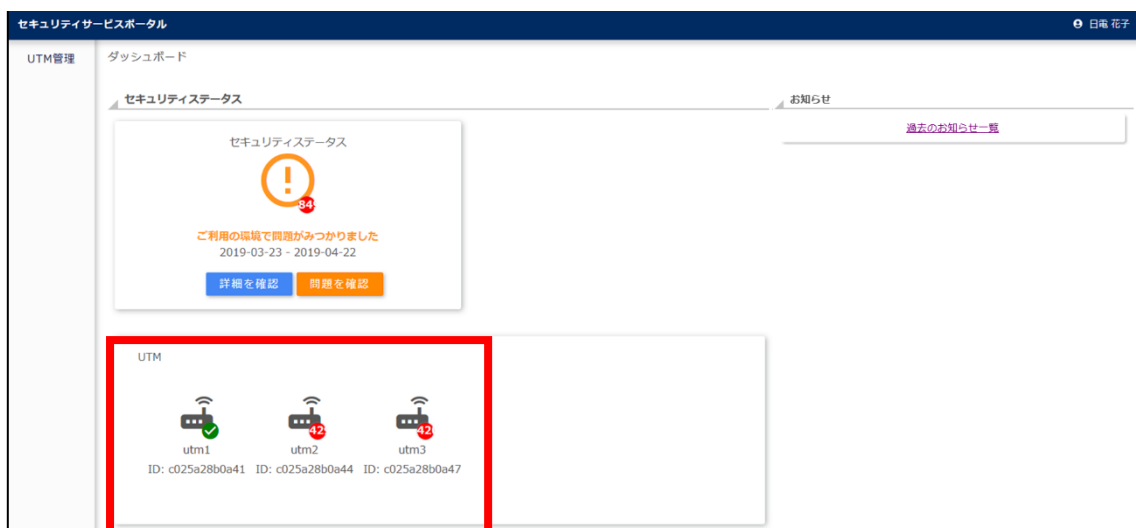 セキュリティサービスポータル
日電 花子
UTM管理
ダッシュボード
セキュリティステータス
お知らせ
過去のお知らせ一覧
セキュリティステータス
84
ご利用の環境で問題がみつかりました
2019-03-23 - 2019-04-22
詳細を確認
問題を確認
UTM
42
42
utm1
utm2
utm3
ID: c025a28b0a41
ID: c025a28b0a44
ID: c025a28b0a47